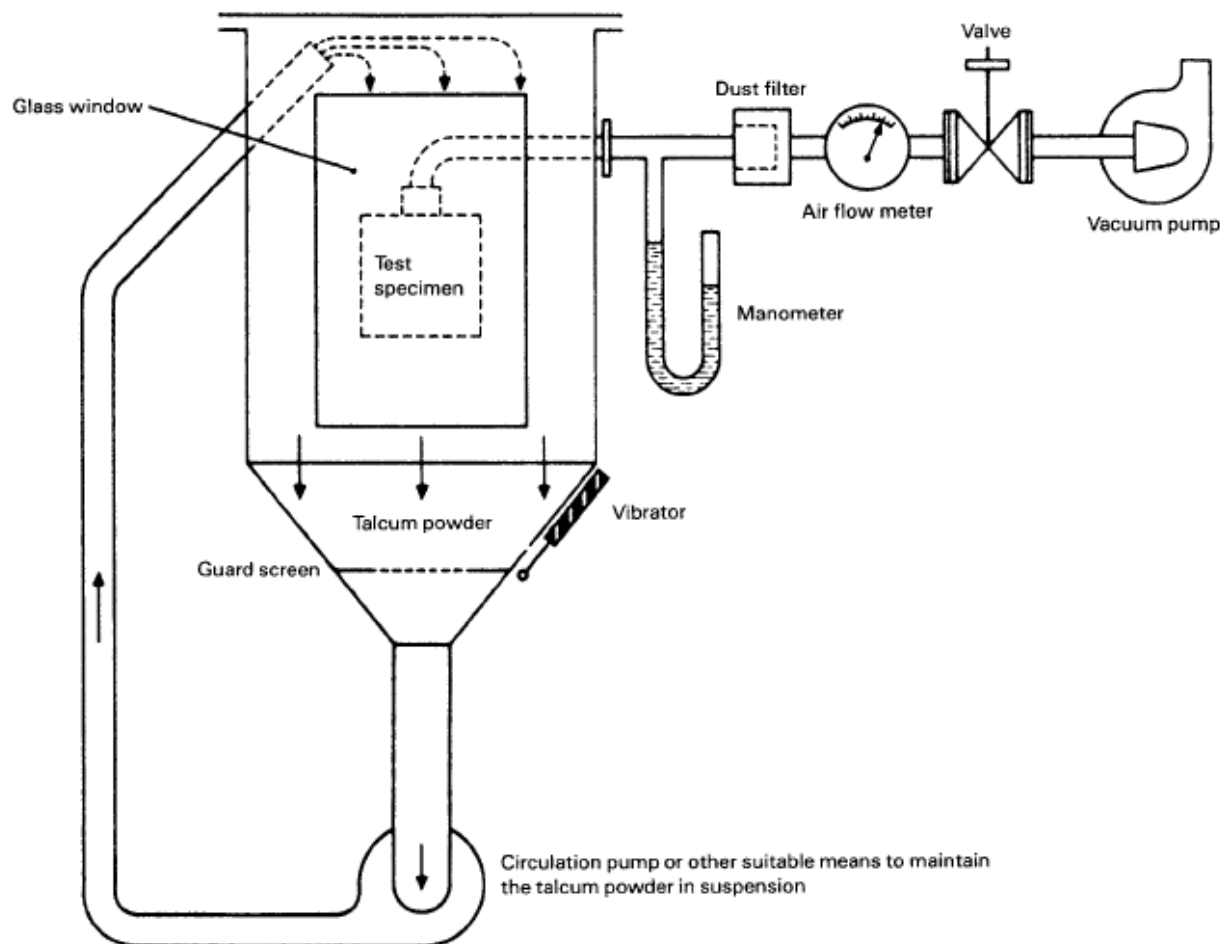 Valve
Glass window
Dust filter
Air flow meter
Vacuum pump
Test
specimen
Manometer
Talcum powder
Vibrator
Guard screen
Circulation pump or other suitable means to maintain
the talcum powder in suspension